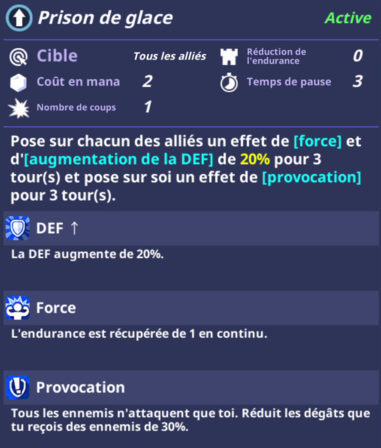 Prison de glace Active
Cible Tous les alliés Réduction de l'endurance 0
Coût en mana 2 Temps de pause 3
Nombre de coups 1
Pose sur chacun des alliés un effet de [force] et
d'[augmentation de la DEF] de 20% pour 3
tour(s) et pose sur soi un effet de [provocation]
pour 3 tour(s).
DEF ↑
La DEF augmente de 20%.
Force
L'endurance est récupérée de 1 en continu.
Provocation
Tous les ennemis n'attaquent que toi. Réduit les dégâts que
tu reçois des ennemis de 30%.